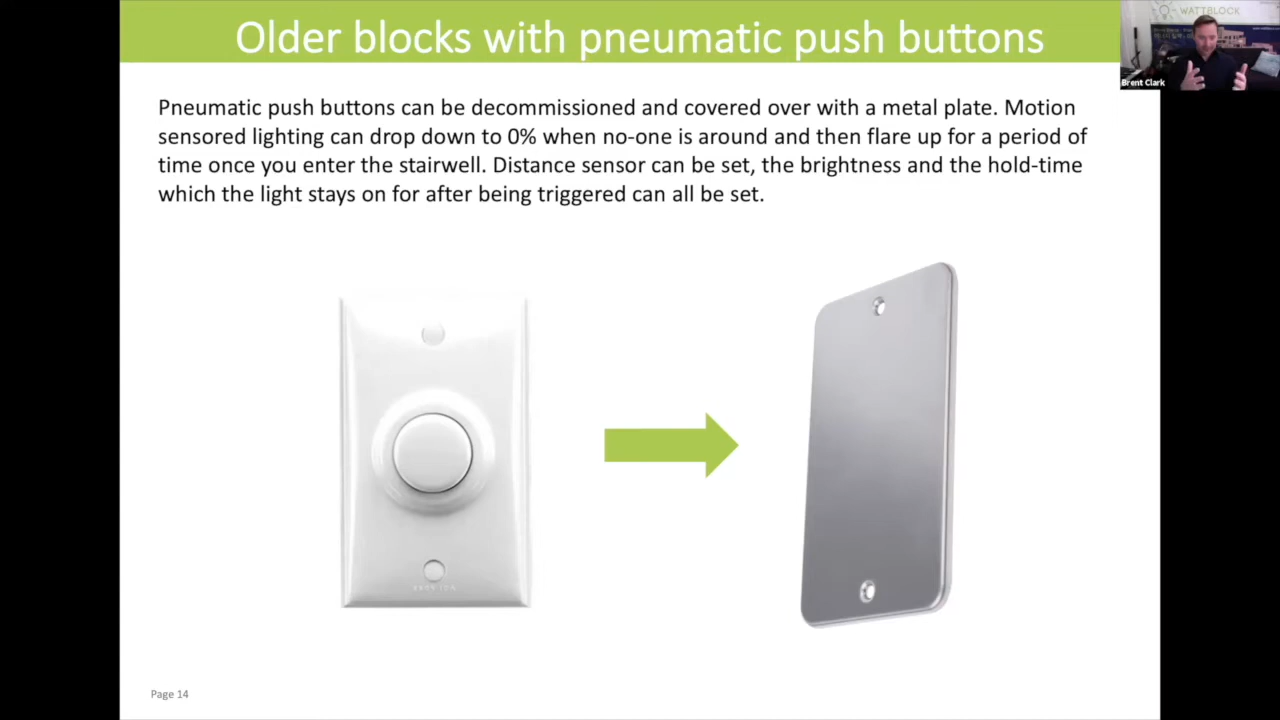 Older blocks with pneumatic push buttons
WATTBLOCK
Brent Clark
Pneumatic push buttons can be decommissioned and covered over with a metal plate. Motion
sensored lighting can drop down to 0% when no-one is around and then flare up for a period of
time once you enter the stairwell. Distance sensor can be set, the brightness and the hold-time
which the light stays on for after being triggered can all be set.
Page 14